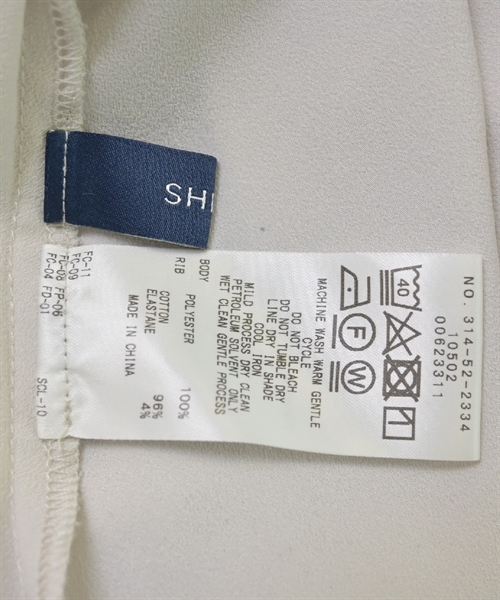 SHI
NO. 314-52-2334
10502
00623311
40
P
F
W
MACHINE WASH WARM GENTLE
CYCLE
DO NOT BLEACH
DO NOT TUMBLE DRY
LINE DRY IN SHADE
COOL IRON
MILD PROCESS DRY CLEAN
PETROLEUM SOLVENT ONLY
WET CLEAN GENTLE PROCESS
BODY
POLYESTER 100%
RIB
COTTON 96%
ELASTANE 4%
MADE IN CHINA
FC-11
FC-09
FC-08 FP-06
FC-04 FD-01
SCL-10